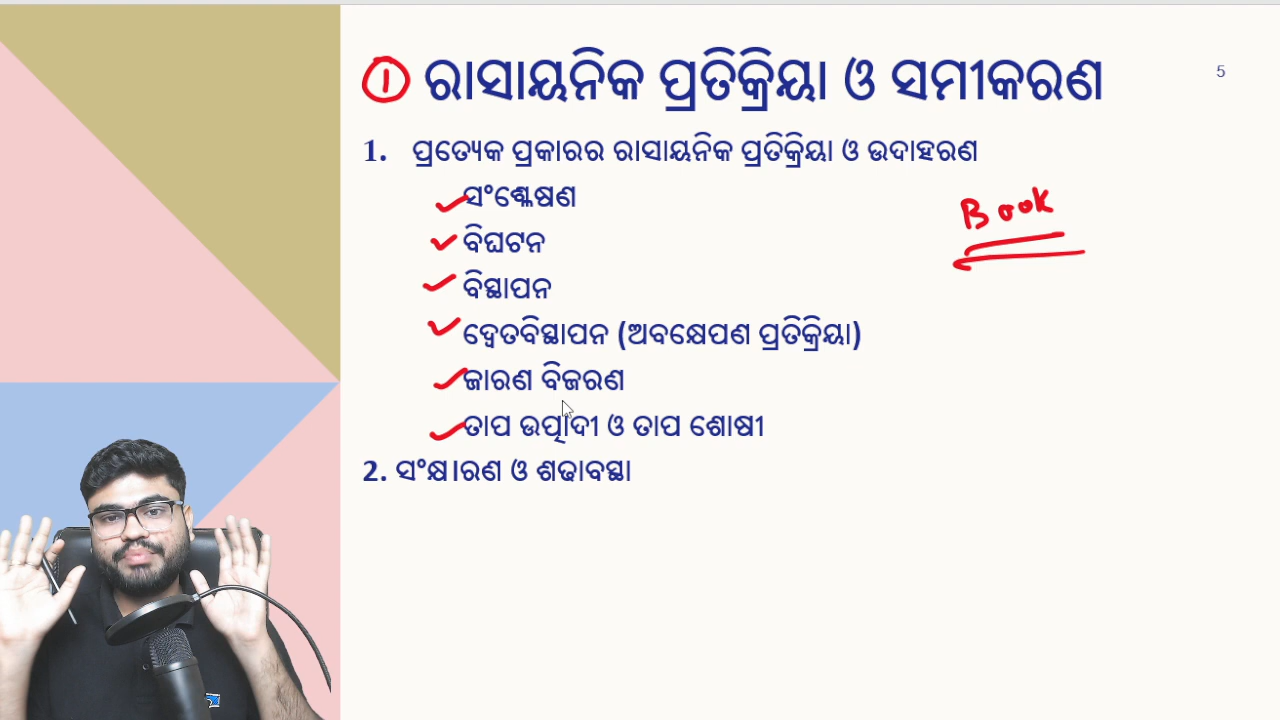 ① ରାସାୟନିକ ପ୍ରତିକ୍ରିୟା ଓ ସମୀକରଣ
5
1. ପ୍ରତ୍ୟେକ ପ୍ରକାରର ରାସାୟନିକ ପ୍ରତିକ୍ରିୟା ଓ ଉଦାହରଣ
ସଂଶ୍ଳେଷଣ
Book
ବିଘଟନ
ବିସ୍ଥାପନ
ଦ୍ୱେତବିସ୍ଥାପନ (ଅବକ୍ଷେପଣ ପ୍ରତିକ୍ରିୟା)
ଜାରଣ ବିଜରଣ
ତାପ ଉତ୍ପାଦୀ ଓ ତାପ ଶୋଷୀ
2. ସଂକ୍ଷାରଣ ଓ ଶଢାବସ୍ଥା